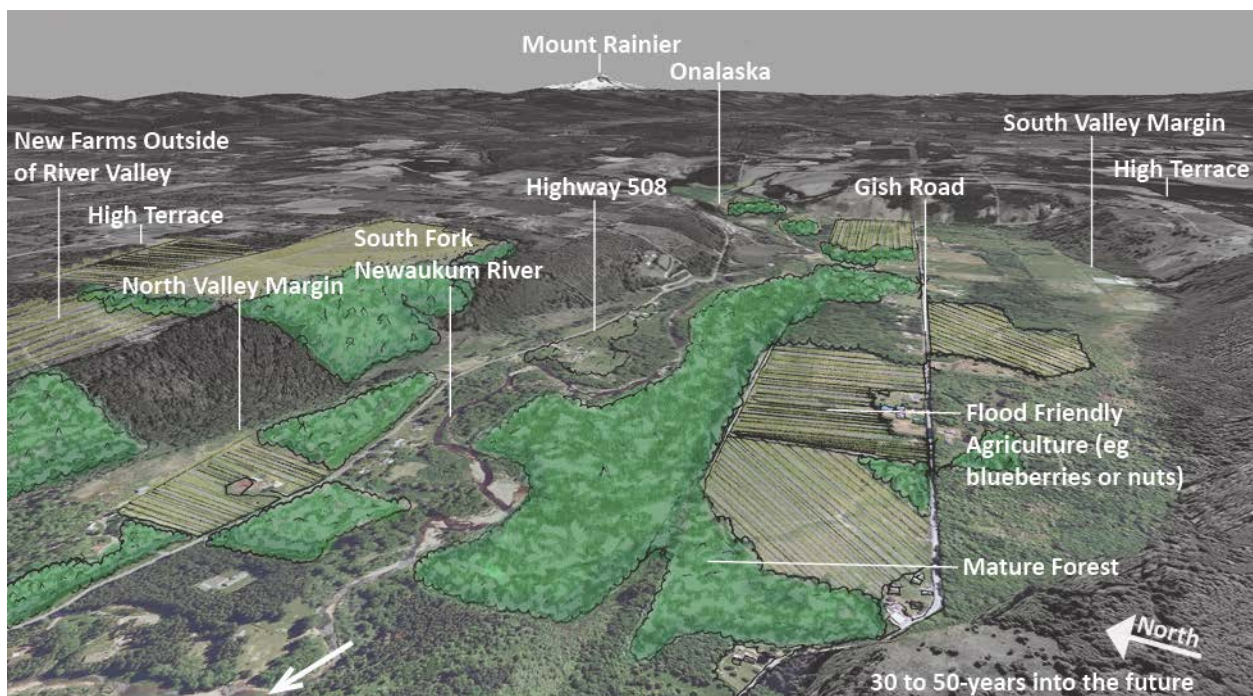 Mount Rainier
Onalaska
New Farms Outside
of River Valley
South Valley Margin
High Terrace
Highway 508
Gish Road
High Terrace
South Fork
Newaukum River
North Valley Margin
Flood Friendly
Agriculture (eg
blueberries or nuts)
Mature Forest
North
30 to 50-years into the future